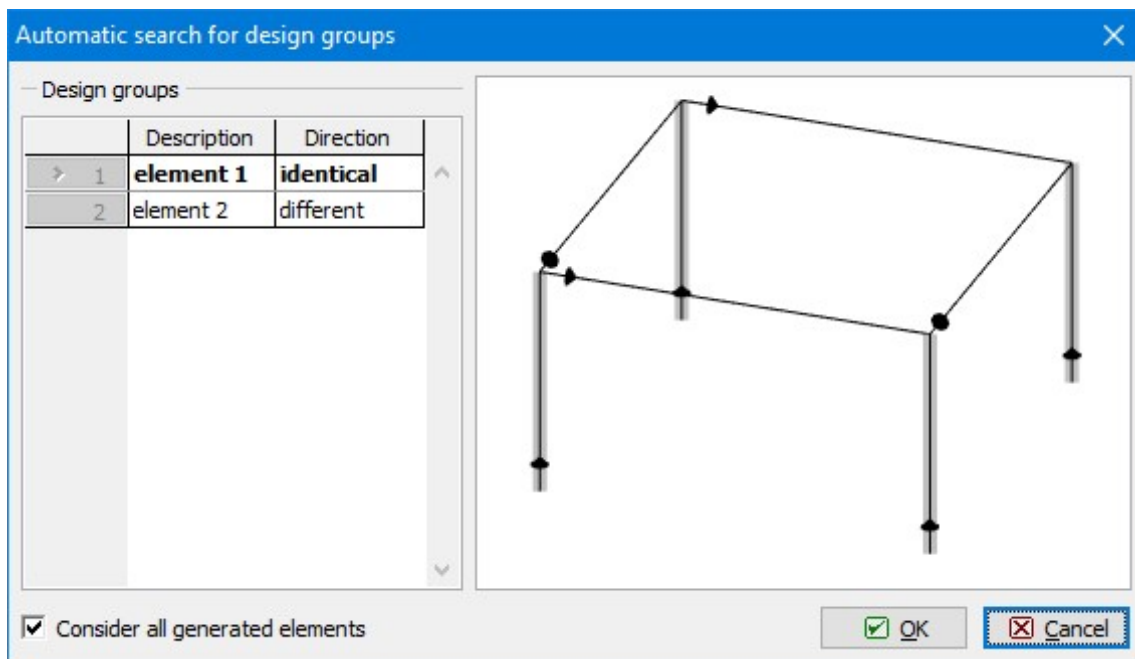 Automatic search for design groups
Design groups
Description Direction
1 element 1 identical
2 element 2 different
Consider all generated elements
OK Cancel